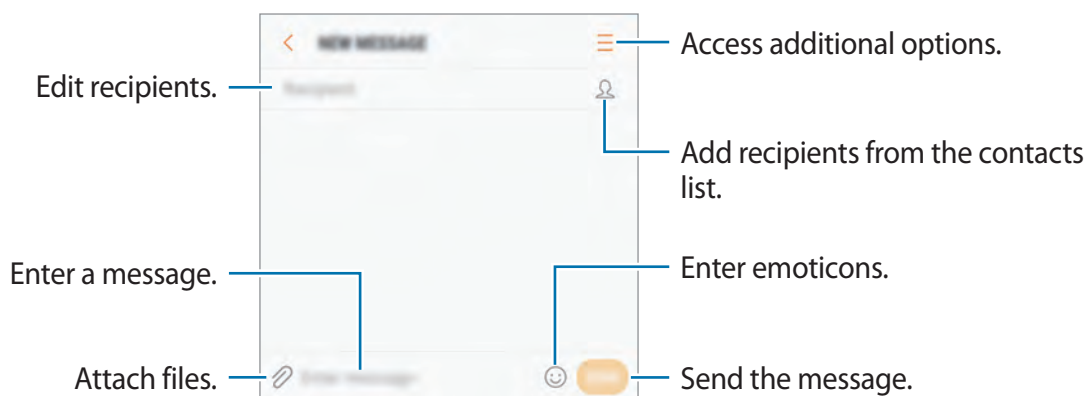 NEW MESSAGE
Access additional options.
Edit recipients.
Recipient
Add recipients from the contacts
list.
Enter a message.
Enter emoticons.
Attach files.
Enter message
Send the message.